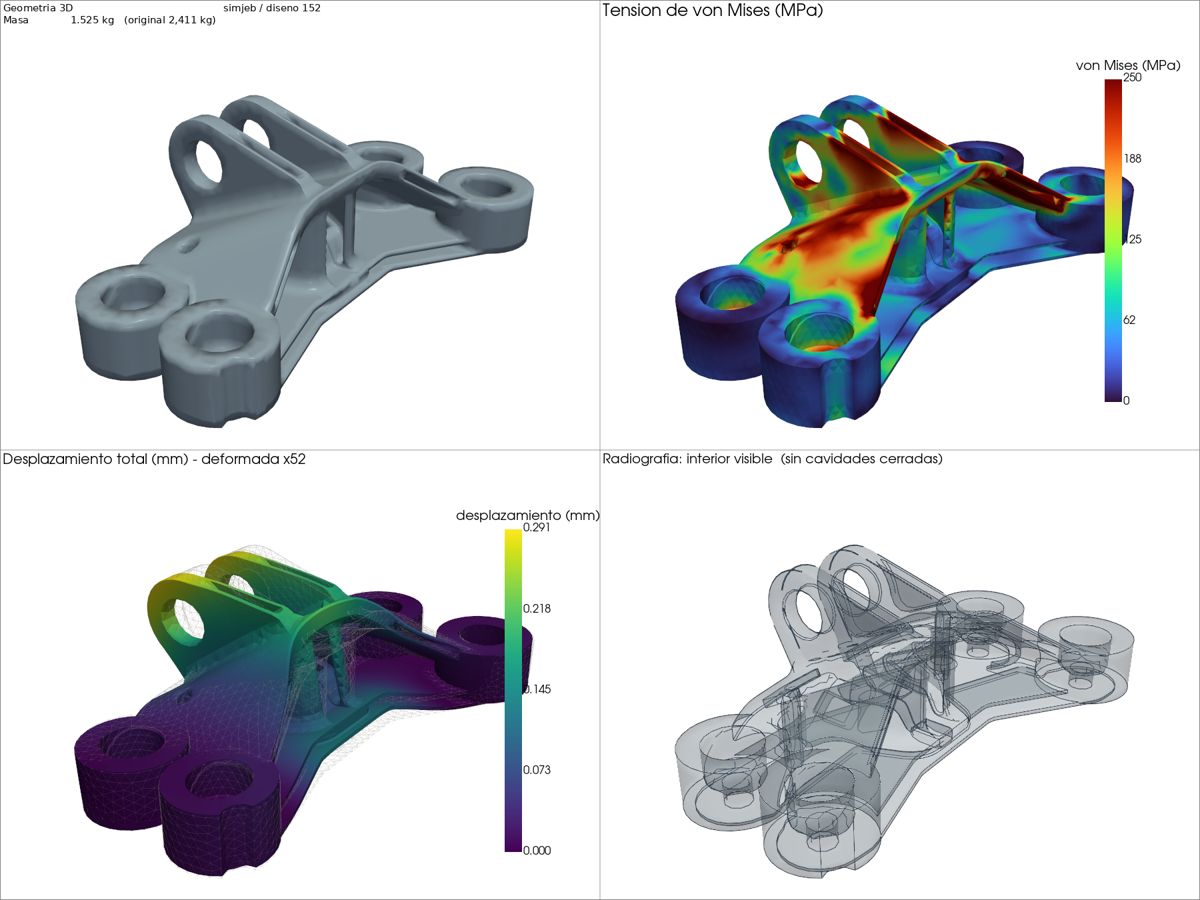 Geometria 3D simjeb / diseno 152
Masa 1.525 kg (original 2,411 kg)
Tension de von Mises (MPa)
von Mises (MPa)
250
188
125
62
0
Desplazamiento total (mm) - deformada x52
desplazamiento (mm)
0.291
0.218
0.145
0.073
0.000
Radiografia: interior visible (sin cavidades cerradas)